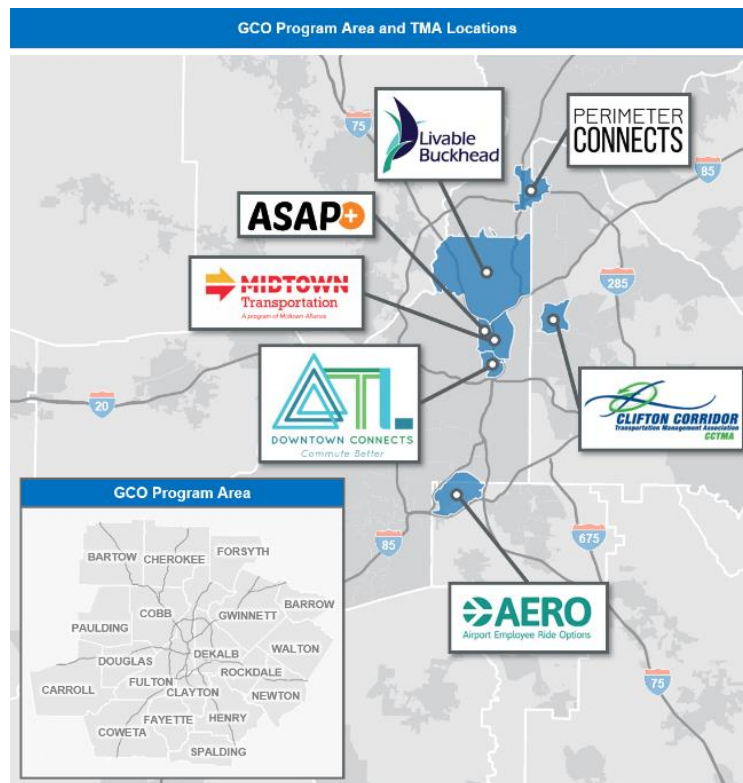 GCO Program Area and TMA Locations
75
Livable
Buckhead
PERIMETER
CONNECTS
85
ASAP+
MIDTOWN
Transportation
A program of Midtown Alliance
285
ATL
DOWNTOWN CONNECTS
Commute Better
20
CLIFTON CORRIDOR
Transportation Management Association
CCTMA
GCO Program Area
BARTOW
CHEROKEE
FORSYTH
COBB
GWINNETT
BARROW
PAULDING
DOUGLAS
DEKALB
WALTON
ROCKDALE
CARROLL
FULTON
CLAYTON
NEWTON
FAYETTE
HENRY
COWETA
SPALDING
85
675
AERO
Airport Employee Ride Options
75